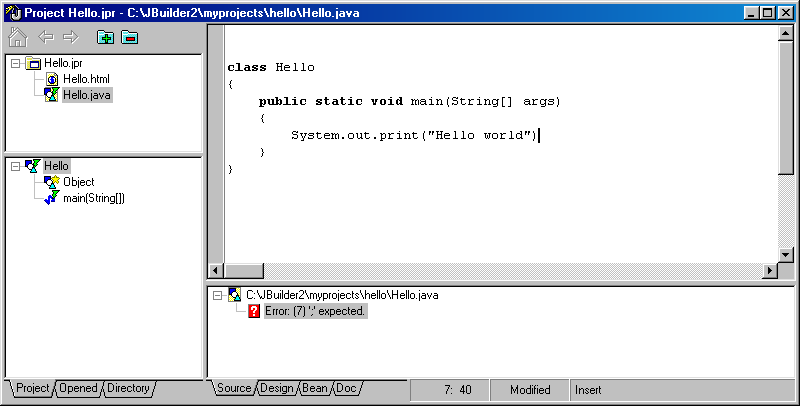 Project Hello.jpr - C:\JBuilder2\myprojects\hello\Hello.java
Hello.jpr
Hello.html
Hello.java
Hello
Object
main(String[])
Project Opened Directory
class Hello
{
    public static void main(String[] args)
    {
        System.out.print("Hello world")
    }
}
C:\JBuilder2\myprojects\hello\Hello.java
Error: (7) ';' expected.
Source Design Bean Doc
7: 40 Modified Insert